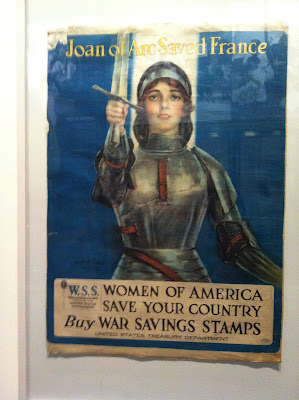 Joan of Arc Saved France
W.S.S.
WOMEN OF AMERICA
SAVE YOUR COUNTRY
Buy WAR SAVINGS STAMPS
UNITED STATES TREASURY DEPARTMENT